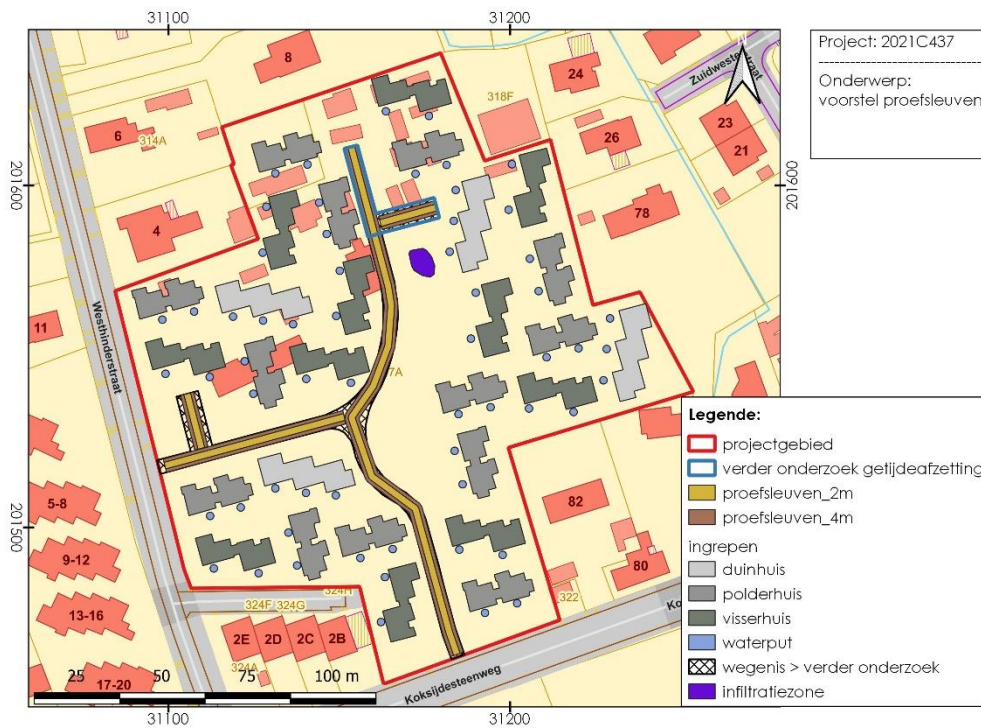 31100
31200
Project: 2021C437
Onderwerp:
voorstel proefsleuven
8
24
Zuidwesterstraat
N
6
314A
318F
26
23
21
201600
201600
4
78
Westhinderstraat
11
7A
Legende:
projectgebied
verder onderzoek getijdeafzetting
proefsleuven_2m
proefsleuven_4m
ingrepen
duinhuis
polderhuis
visserhuis
waterput
wegenis > verder onderzoek
infiltratiezone
5-8
82
201500
9-12
80
324H
322
13-16
324F
324G
2E
2D
2C
2B
324A
17-20
25
50
75
100 m
Koksijdesteenweg
31100
31200